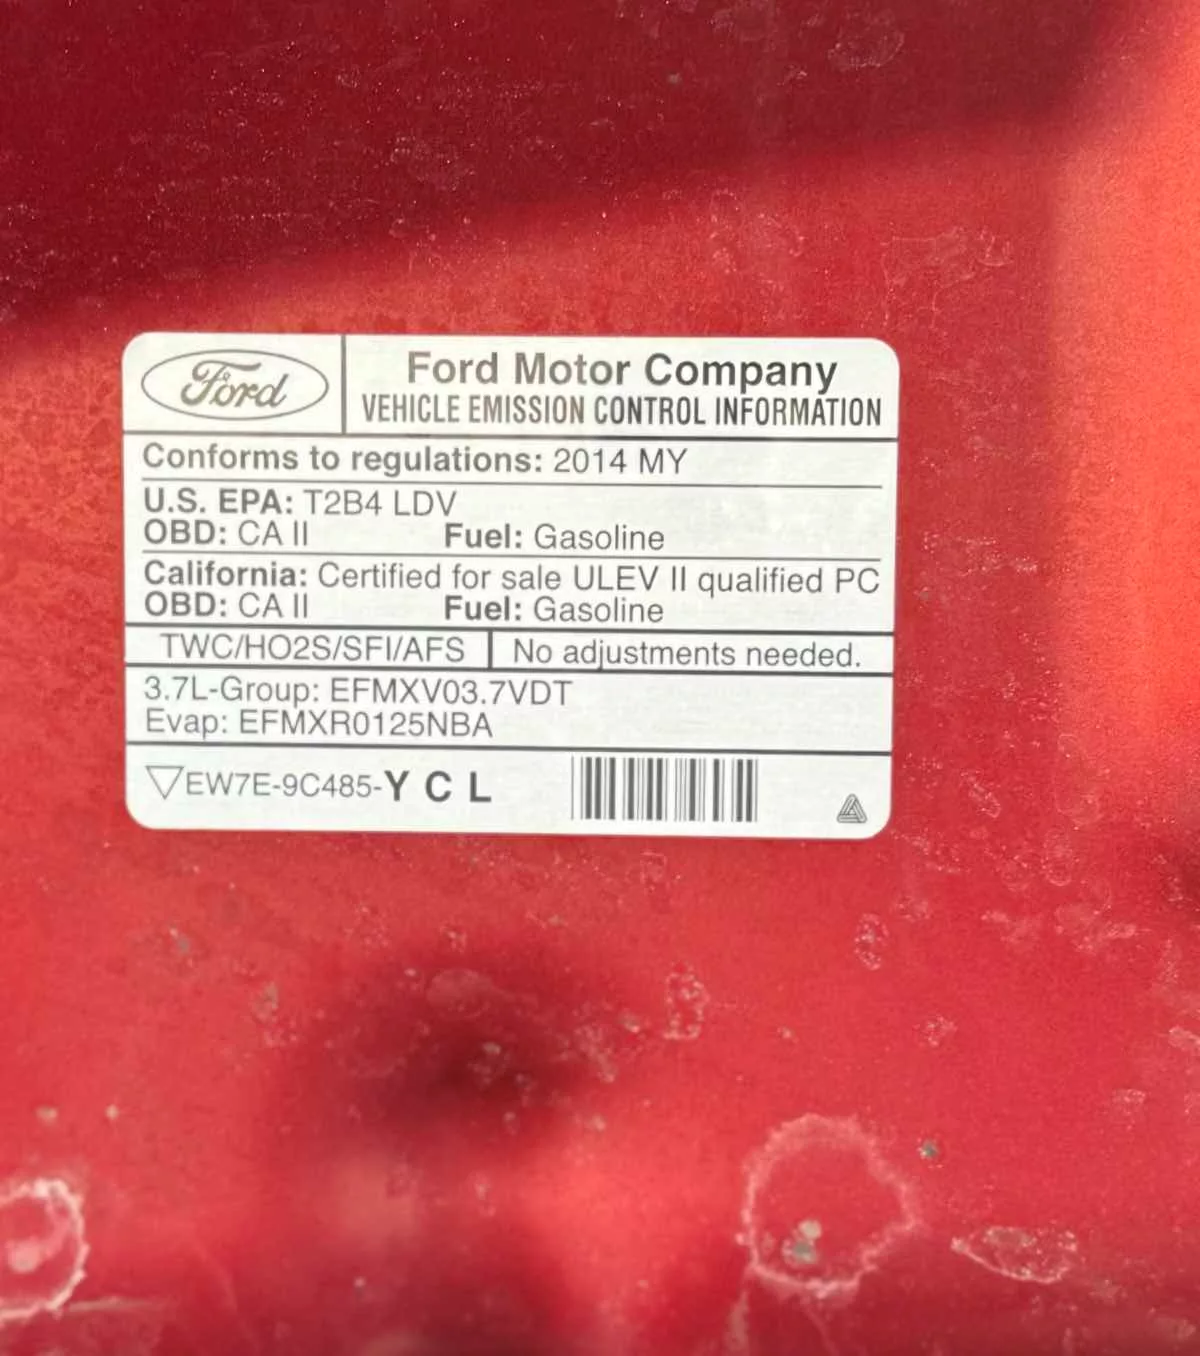 Ford
Ford Motor Company
VEHICLE EMISSION CONTROL INFORMATION
Conforms to regulations: 2014 MY
U.S. EPA: T2B4 LDV
OBD: CA II Fuel: Gasoline
California: Certified for sale ULEV II qualified PC
OBD: CA II Fuel: Gasoline
TWC/HO2S/SFI/AFS No adjustments needed.
3.7L-Group: EFMXV03.7VDT
Evap: EFMXR0125NBA
EW7E-9C485-Y C L